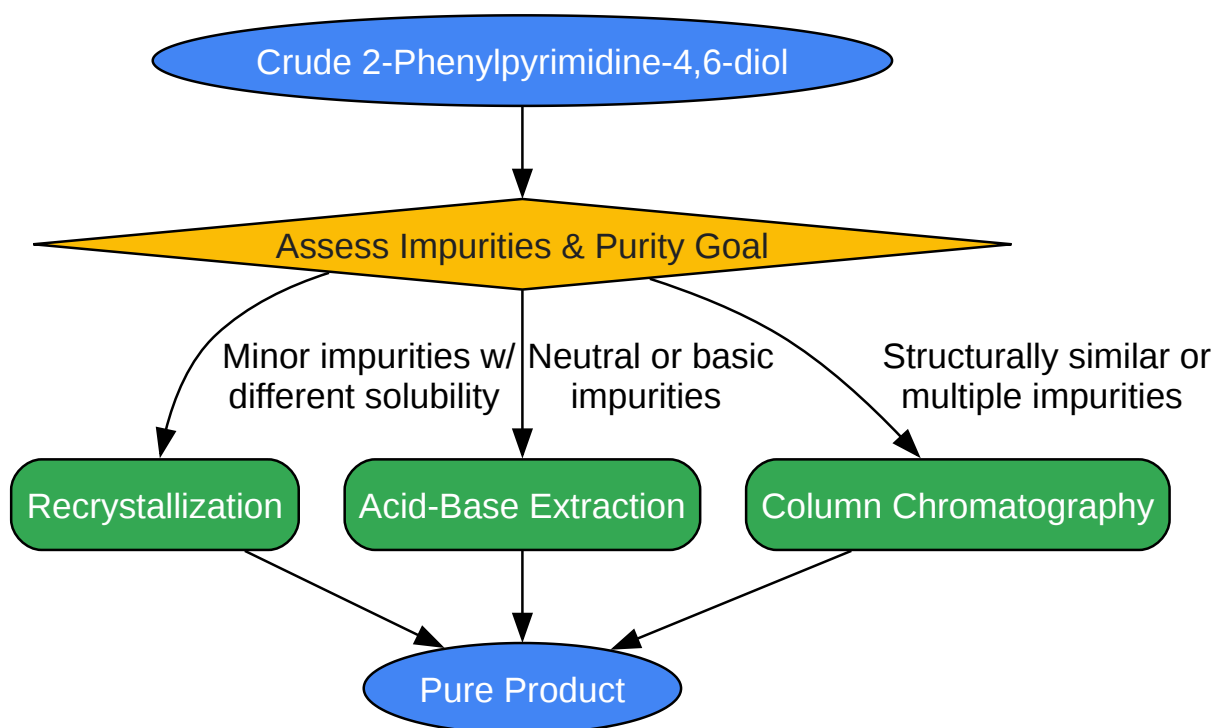 Crude 2-Phenylpyrimidine-4,6-diol
Assess Impurities & Purity Goal
Minor impurities w/
different solubility
Neutral or basic
impurities
Structurally similar or
multiple impurities
Recrystallization
Acid-Base Extraction
Column Chromatography
Pure Product